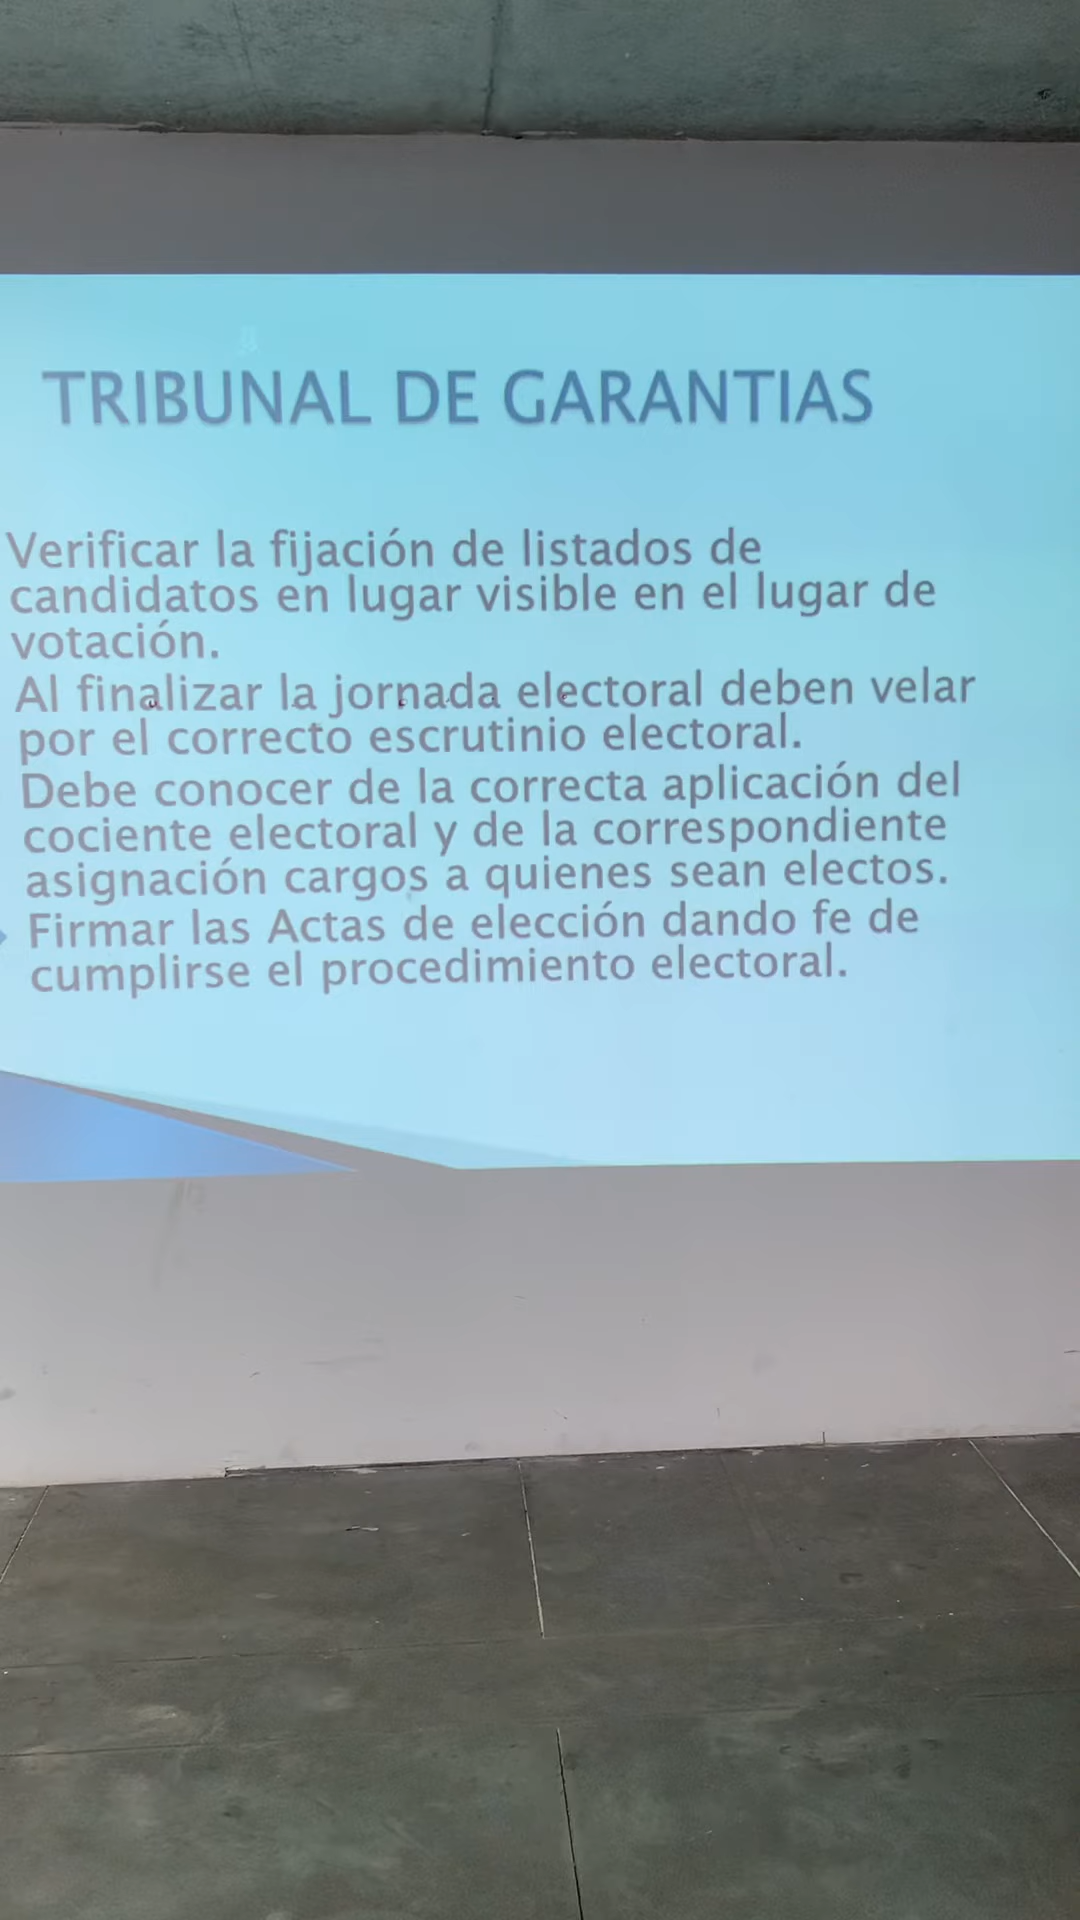 TRIBUNAL DE GARANTIAS
Verificar la fijación de listados de
candidatos en lugar visible en el lugar de
votación.
Al finalizar la jornada electoral deben velar
por el correcto escrutinio electoral.
Debe conocer de la correcta aplicación del
cociente electoral y de la correspondiente
asignación cargos a quienes sean electos.
Firmar las Actas de elección dando fe de
cumplirse el procedimiento electoral.